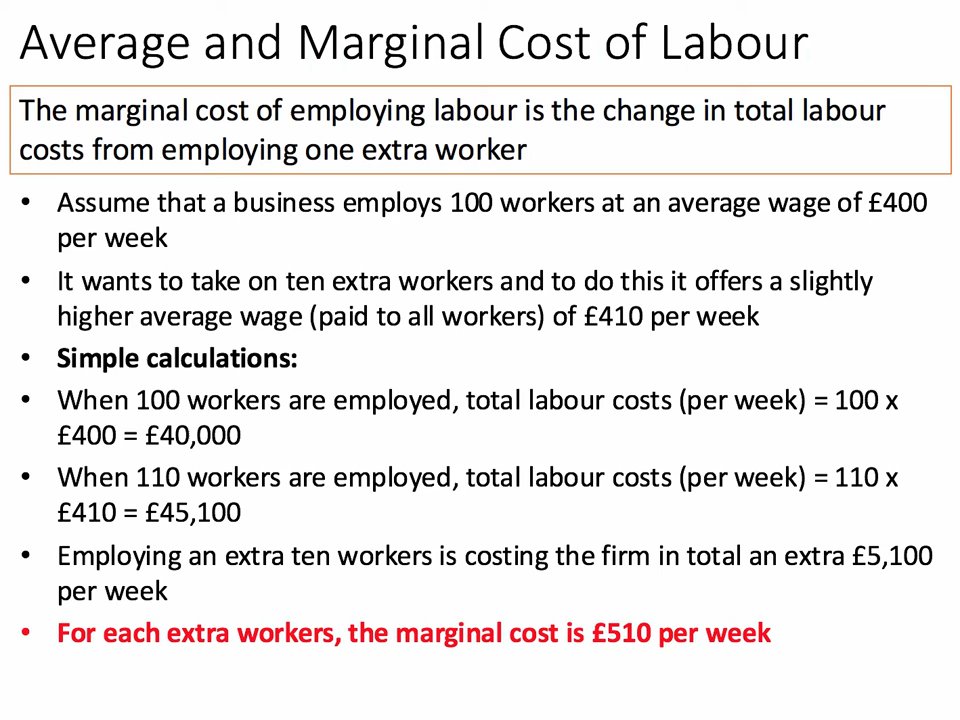 Average and Marginal Cost of Labour
The marginal cost of employing labour is the change in total labour
costs from employing one extra worker
• Assume that a business employs 100 workers at an average wage of £400
per week
• It wants to take on ten extra workers and to do this it offers a slightly
higher average wage (paid to all workers) of £410 per week
• Simple calculations:
• When 100 workers are employed, total labour costs (per week) = 100 x
£400 = £40,000
• When 110 workers are employed, total labour costs (per week) = 110 x
£410 = £45,100
• Employing an extra ten workers is costing the firm in total an extra £5,100
per week
• For each extra workers, the marginal cost is £510 per week